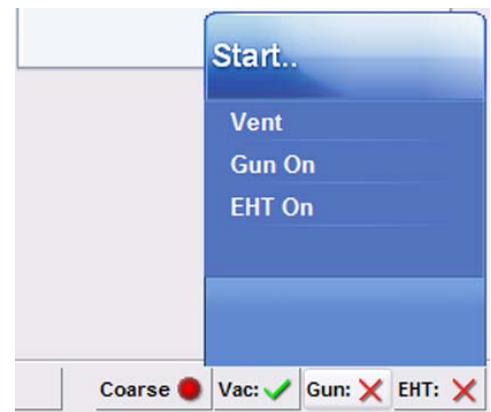 Start..
Vent
Gun On
EHT On
Coarse Vac: Gun: EHT: